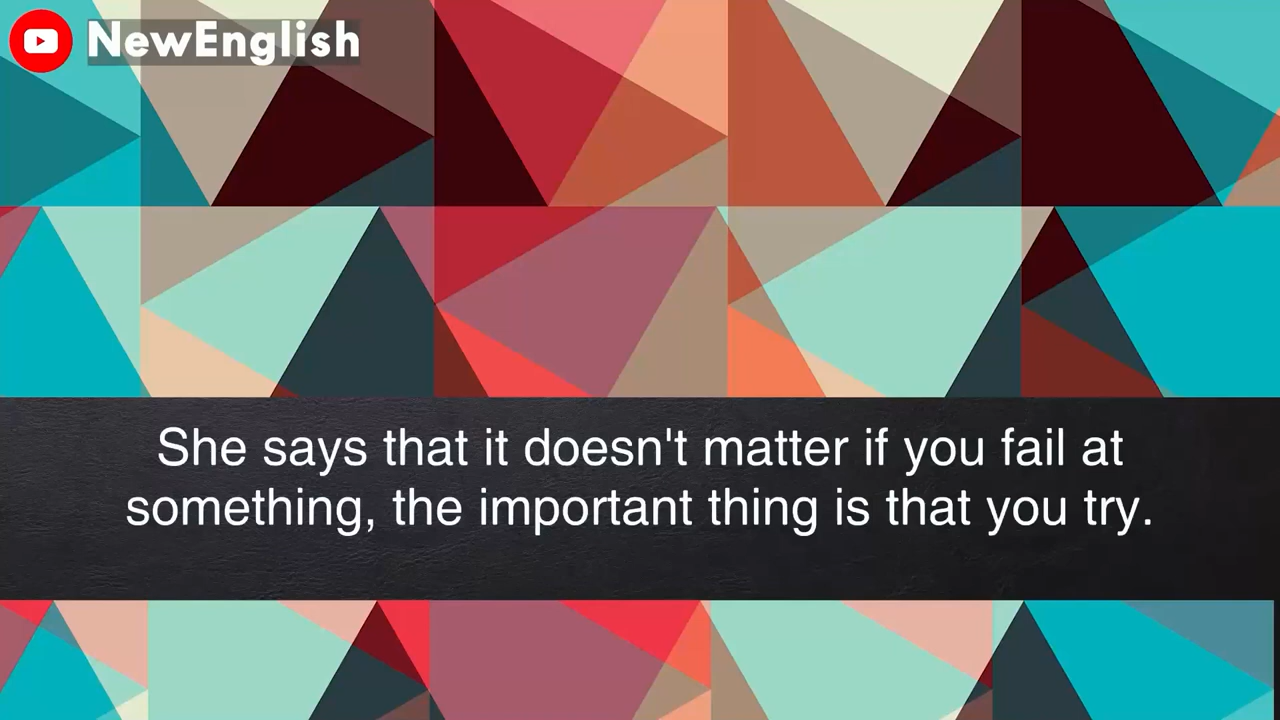 NewEnglish
She says that it doesn't matter if you fail at
something, the important thing is that you try.